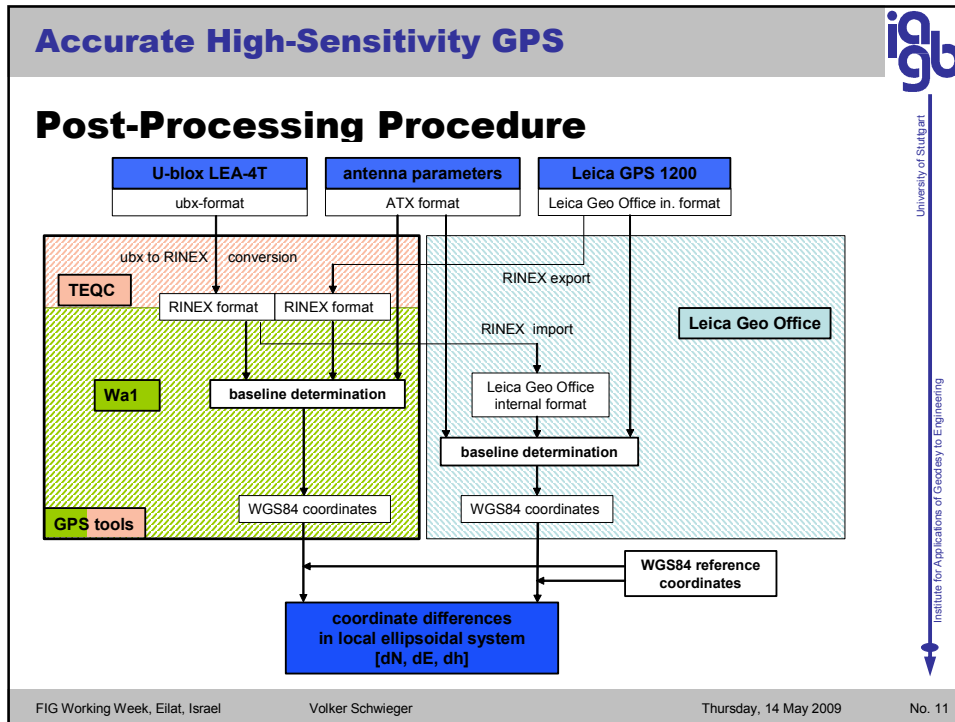 Accurate High-Sensitivity GPS
iagb
University of Stuttgart
Institute for Applications of Geodesy to Engineering
Post-Processing Procedure
U-blox LEA-4T
ubx-format
antenna parameters
ATX format
Leica GPS 1200
Leica Geo Office in. format
ubx to RINEX conversion
RINEX export
TEQC
RINEX format
RINEX format
RINEX import
Leica Geo Office
Wa1
baseline determination
Leica Geo Office
internal format
baseline determination
WGS84 coordinates
WGS84 coordinates
GPS tools
WGS84 reference
coordinates
coordinate differences
in local ellipsoidal system
[dN, dE, dh]
FIG Working Week, Eilat, Israel
Volker Schwieger
Thursday, 14 May 2009
No. 11